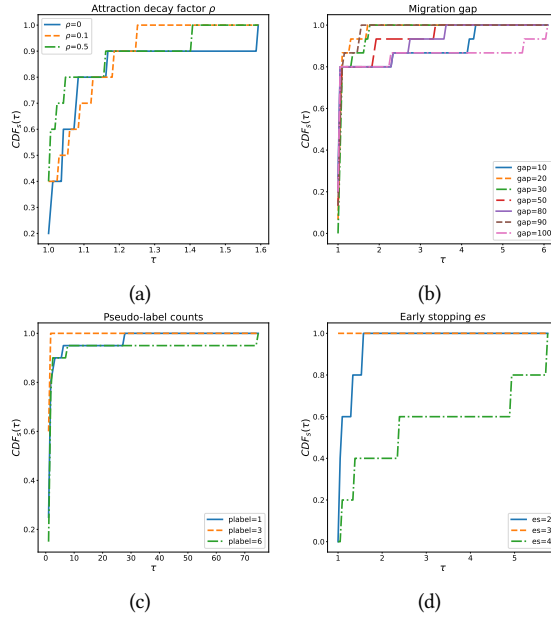 Attraction decay factor ρ
CDFs(τ)
1.0
0.9
0.8
0.7
0.6
0.5
0.4
0.3
0.2
ρ=0
ρ=0.1
ρ=0.5
1.0 1.1 1.2 1.3 1.4 1.5 1.6
τ
(a)
Migration gap
CDFs(τ)
1.0
0.8
0.6
0.4
0.2
0.0
gap=10
gap=20
gap=30
gap=50
gap=80
gap=90
gap=100
1 2 3 4 5 6
τ
(b)
Pseudo-label counts
CDFs(τ)
1.0
0.8
0.6
0.4
0.2
plabel=1
plabel=3
plabel=6
0 10 20 30 40 50 60 70
τ
(c)
Early stopping es
CDFs(τ)
1.0
0.8
0.6
0.4
0.2
0.0
es=2
es=3
es=4
1 2 3 4 5
τ
(d)